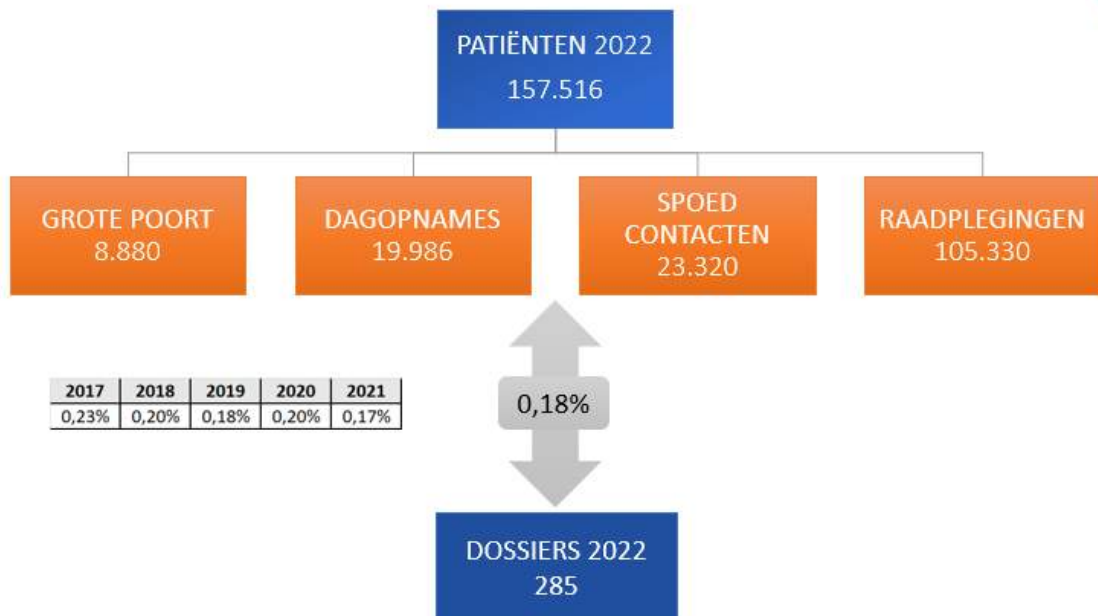 PATIËNTEN 2022
157.516
GROTE POORT
8.880
DAGOPNAMES
19.986
SPOED
CONTACTEN
23.320
RAADPLEGINGEN
105.330
2017 2018 2019 2020 2021
0,23% 0,20% 0,18% 0,20% 0,17%
0,18%
DOSSIERS 2022
285